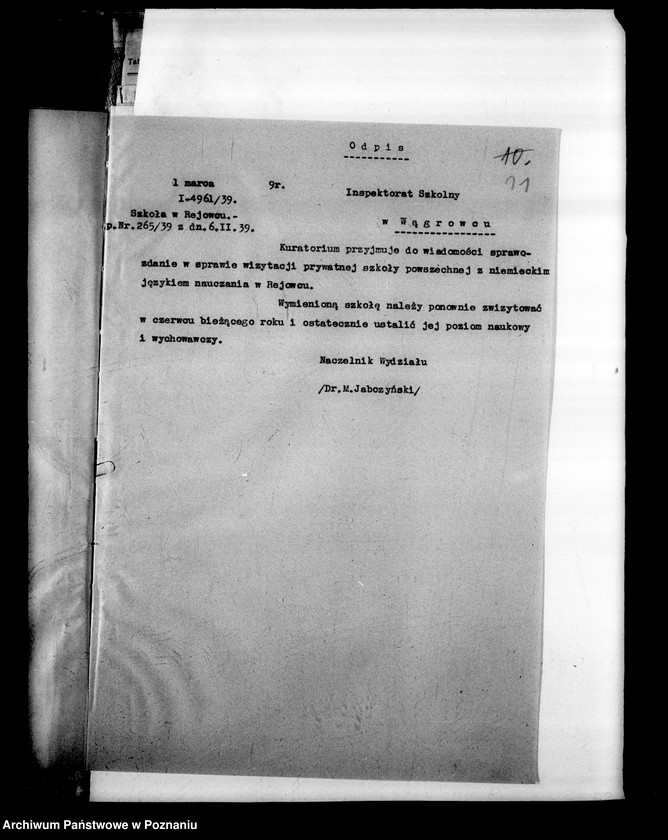 Tab
Odpis
10.
11
1 marca 9r.
I-4961/39.
Inspektorat Szkolny
Szkoła w Rejowcu.-
w Wągrowcu
p.Nr.265/39 z dn.6.II.39.
Kuratorium przyjmuje do wiadomości sprawo-
zdanie w sprawie wizytacji prywatnej szkoły powszechnej z niemieckim
językiem nauczania w Rejowcu.
Wymienioną szkołę należy ponownie zwizytować
w czerwcu bieżącego roku i ostatecznie ustalić jej poziom naukowy
i wychowawczy.
Naczelnik Wydziału
/Dr.M.Jabczyński/
Archiwum Państwowe w Poznaniu